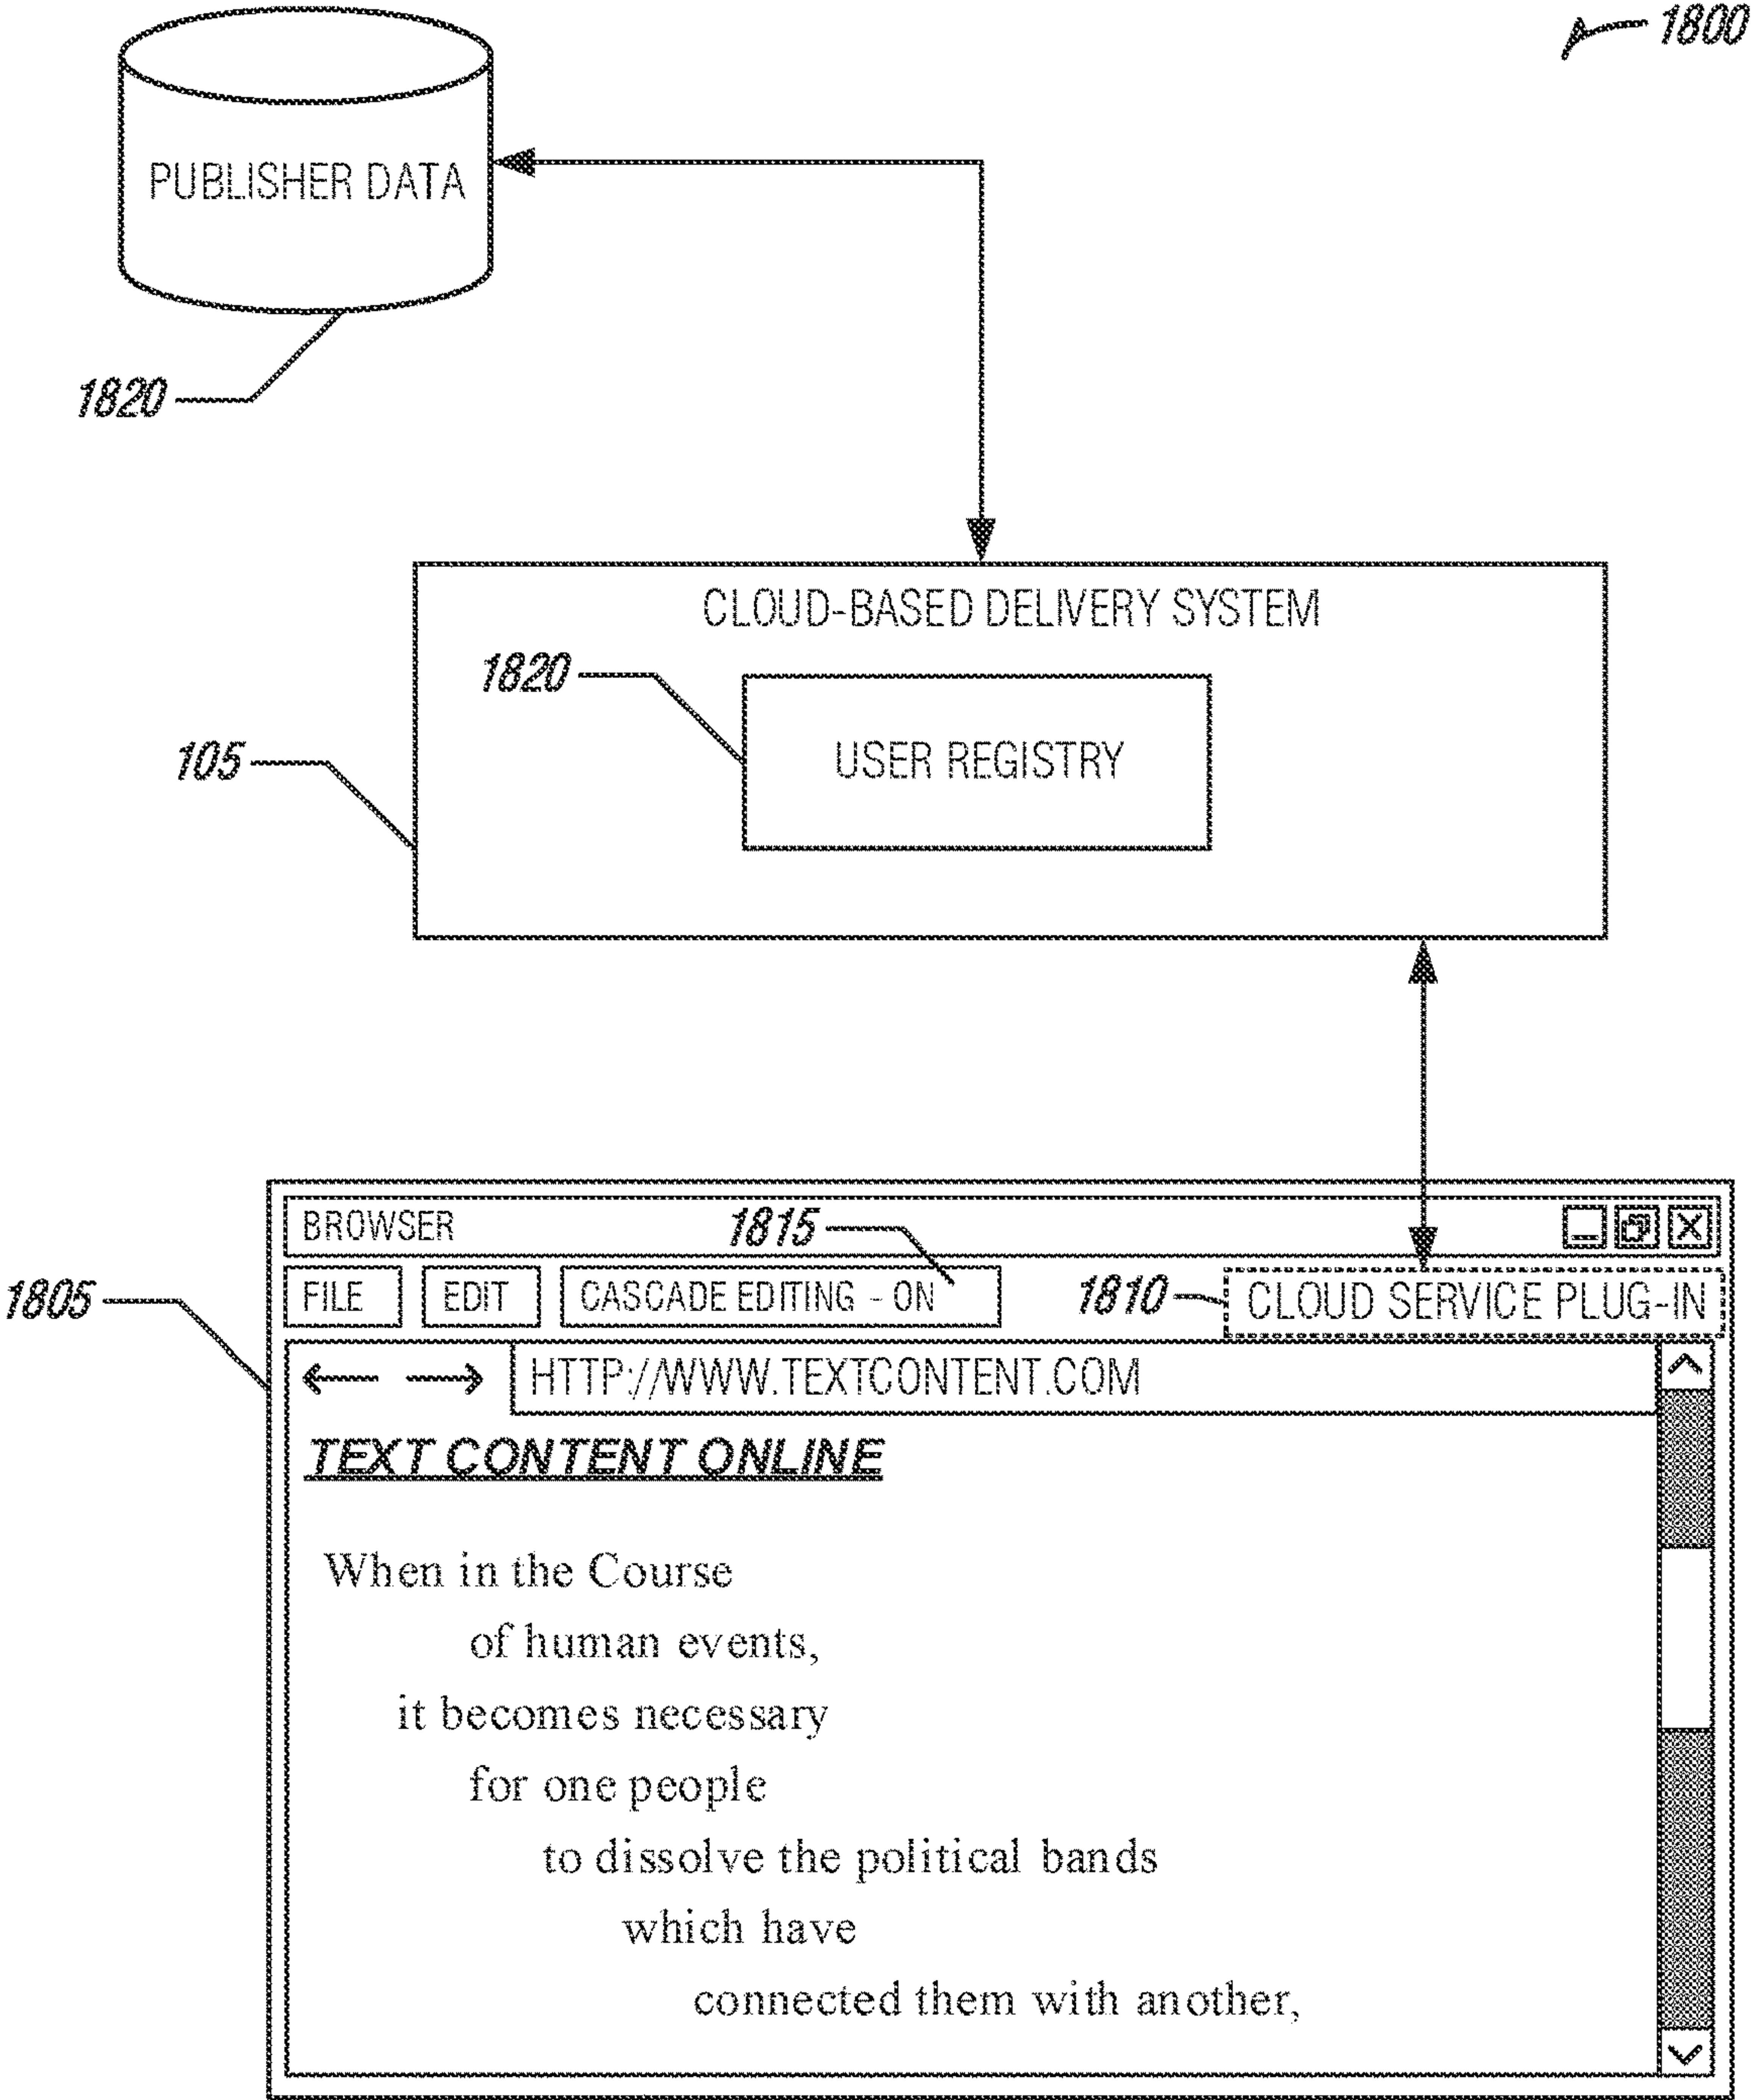 1800
PUBLISHER DATA
1820
CLOUD-BASED DELIVERY SYSTEM
1820
USER REGISTRY
105
BROWSER
1815
1805
FILE
EDIT
CASCADE EDITING - ON
1810
CLOUD SERVICE PLUG-IN
HTTP://WWW.TEXTCONTENT.COM
TEXT CONTENT ONLINE
When in the Course
of human events,
it becomes necessary
for one people
to dissolve the political bands
which have
connected them with another,